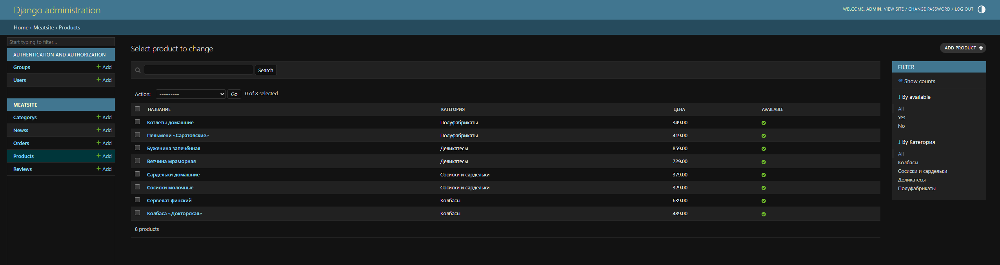 Django administration
WELCOME, ADMIN. VIEW SITE / CHANGE PASSWORD / LOG OUT
Home › Meatsite › Products
Start typing to filter...
AUTHENTICATION AND AUTHORIZATION
Groups + Add
Users + Add
MEATSITE
Categorys + Add
Newss + Add
Orders + Add
Products + Add
Reviews + Add
Select product to change
ADD PRODUCT +
Search
Action: --------- Go 0 of 8 selected
НАЗВАНИЕ КАТЕГОРИЯ ЦЕНА AVAILABLE
Котлеты домашние Полуфабрикаты 349.00
Пельмени «Саратовские» Полуфабрикаты 419.00
Буженина запечённая Деликатесы 859.00
Ветчина мраморная Деликатесы 729.00
Сардельки домашние Сосиски и сардельки 379.00
Сосиски молочные Сосиски и сардельки 329.00
Сервелат финский Колбасы 639.00
Колбаса «Докторская» Колбасы 489.00
8 products
FILTER
Show counts
↓ By available
All
Yes
No
↓ By Категория
All
Колбасы
Сосиски и сардельки
Деликатесы
Полуфабрикаты